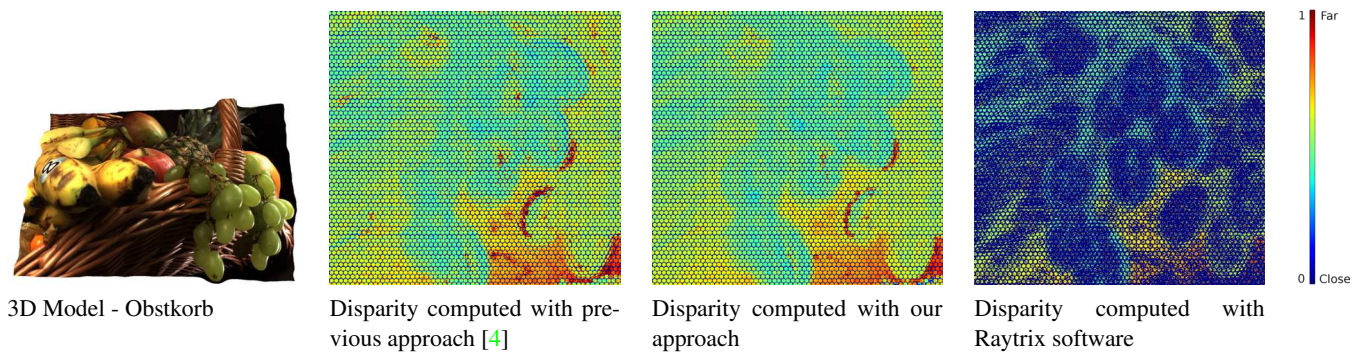 1 Far
0 Close
3D Model - Obstkorb
Disparity computed with pre-
vious approach [4]
Disparity computed with our
approach
Disparity computed with
Raytrix software